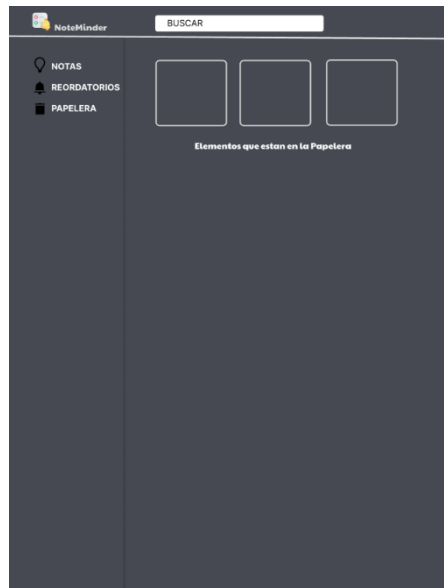 NoteMinder
BUSCAR
NOTAS
REORDATORIOS
PAPELERA
Elementos que estan en la Papelera